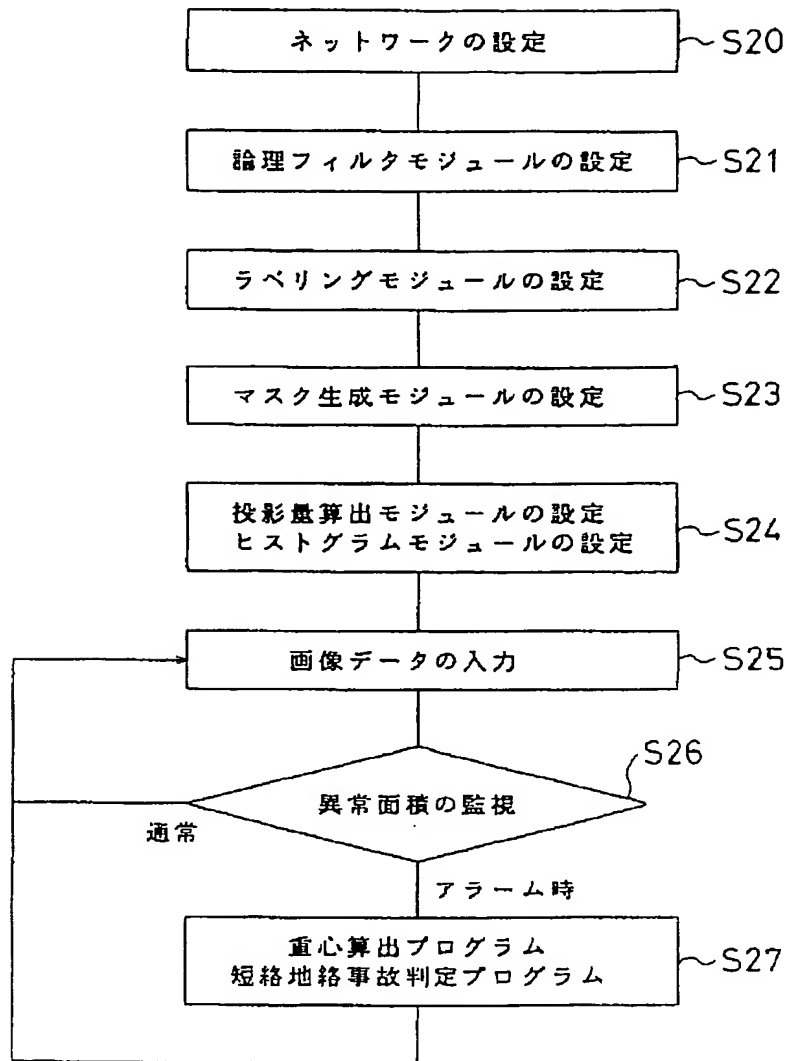 ネットワークの設定
S20
論理フィルタモジュールの設定
S21
ラベリングモジュールの設定
S22
マスク生成モジュールの設定
S23
投影量算出モジュールの設定
ヒストグラムモジュールの設定
S24
画像データの入力
S25
S26
異常面積の監視
通常
アラーム時
重心算出プログラム
短絡地絡事故判定プログラム
S27